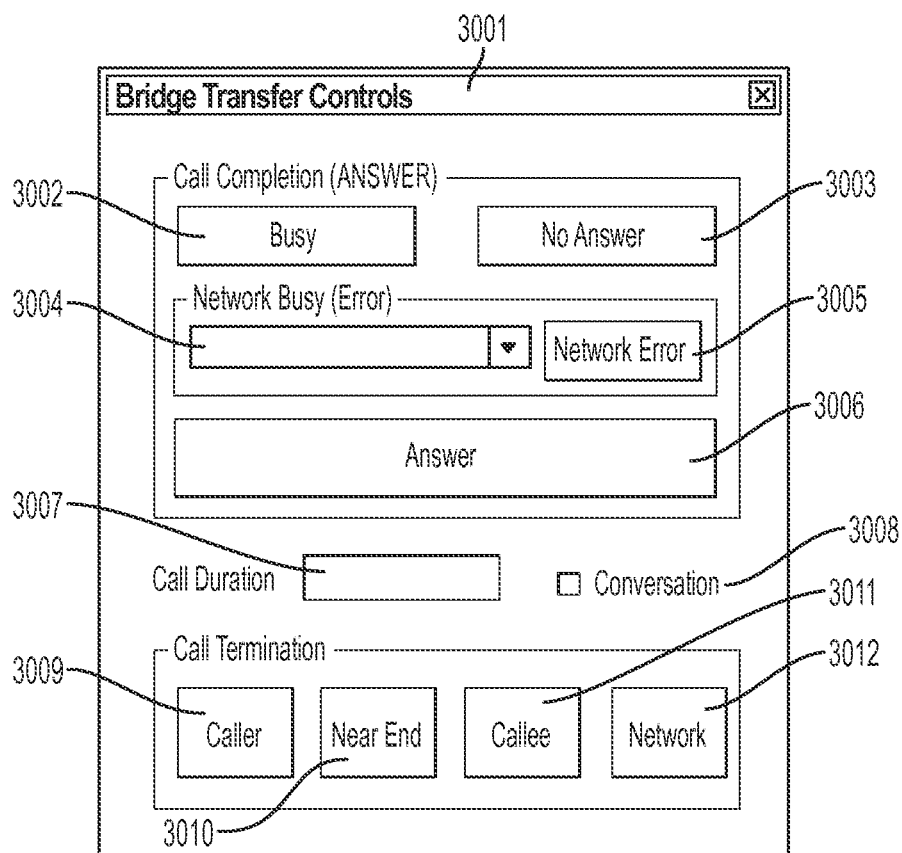 3001
Bridge Transfer Controls
Call Completion (ANSWER)
3002
3003
Busy
No Answer
Network Busy (Error)
3004
3005
Network Error
3006
Answer
3007
3008
Call Duration
Conversation
3011
Call Termination
3009
3012
Caller
Near End
Callee
Network
3010